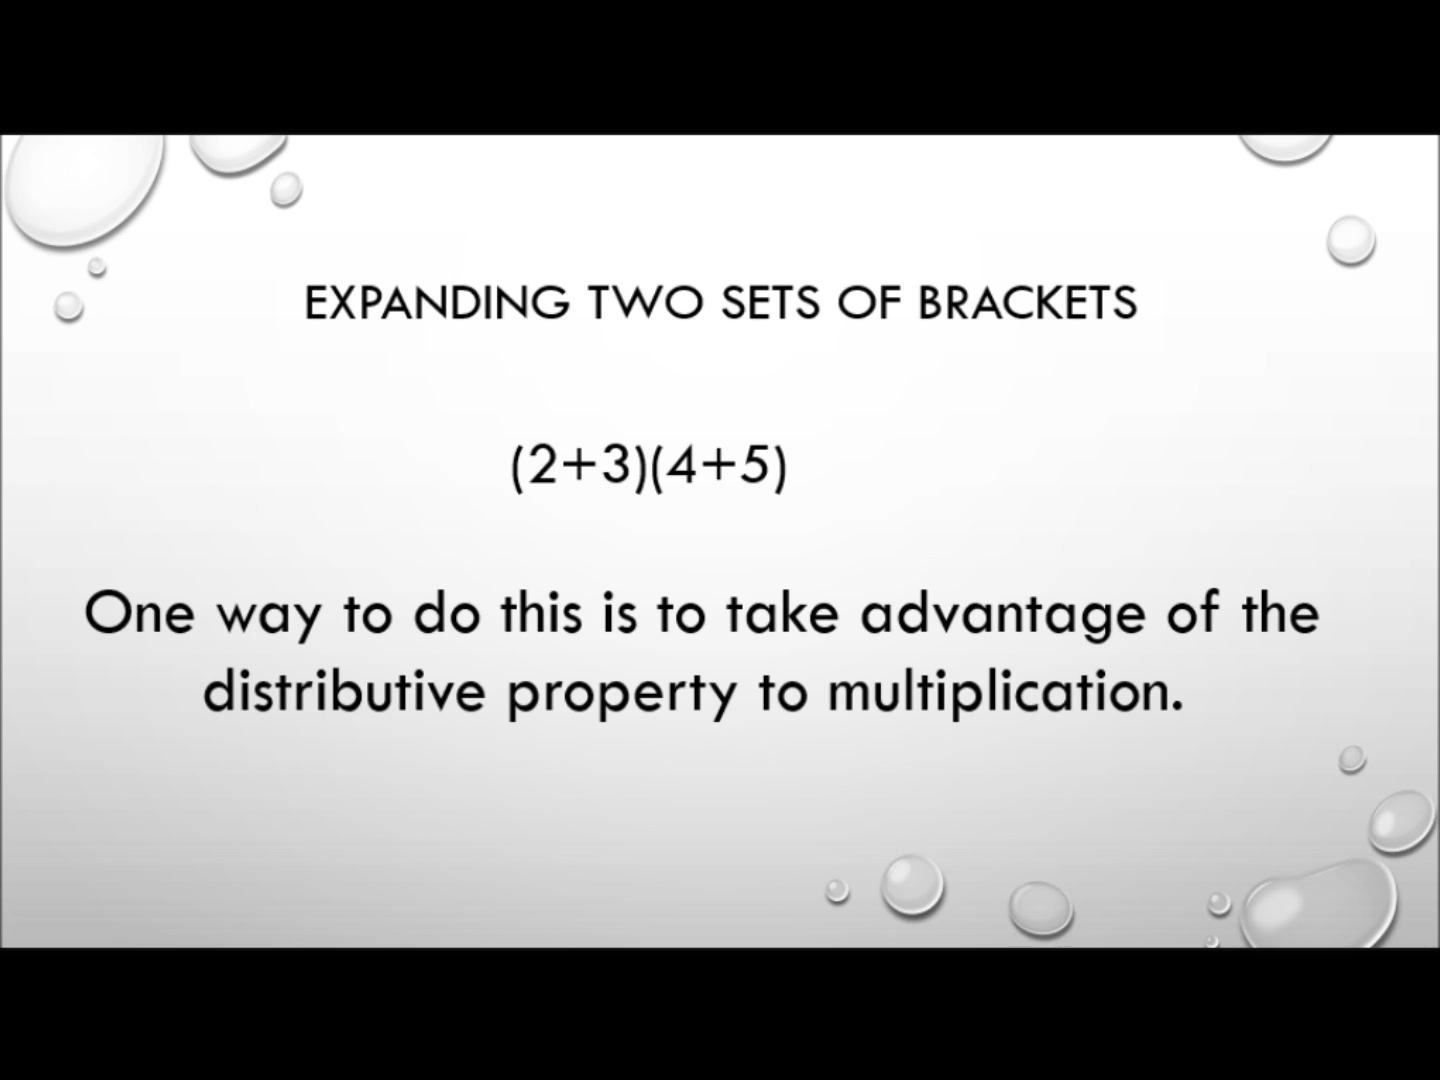 EXPANDING TWO SETS OF BRACKETS
(2+3)(4+5)
One way to do this is to take advantage of the
distributive property to multiplication.